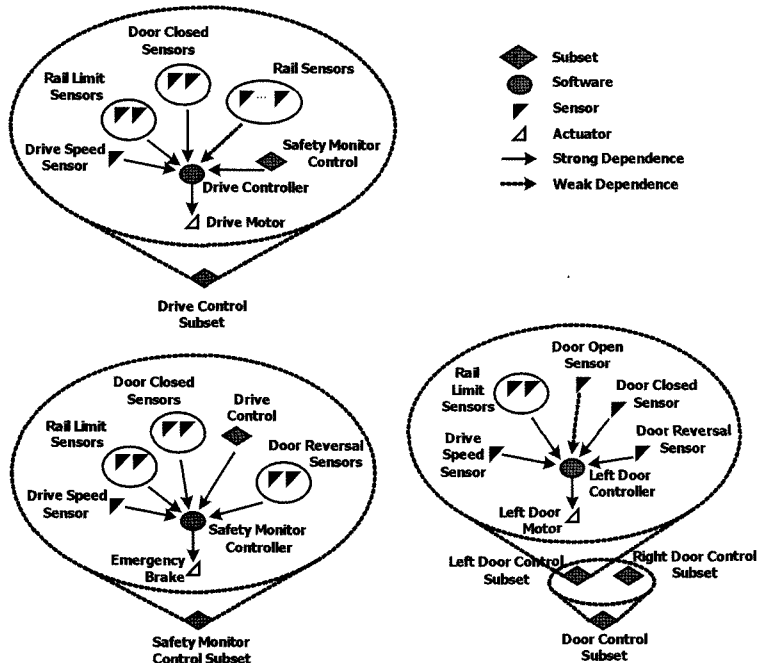 Door Closed
Sensors
Rail Limit
Sensors
Rail Sensors
...
Drive Speed
Sensor
Safety Monitor
Control
Drive Controller
Drive Motor
Drive Control
Subset
Subset
Software
Sensor
Actuator
Strong Dependence
Weak Dependence
Door Closed
Sensors
Drive
Control
Rail Limit
Sensors
Door Reversal
Sensors
Drive Speed
Sensor
Safety Monitor
Controller
Emergency
Brake
Safety Monitor
Control Subset
Door Open
Sensor
Rail
Limit
Sensors
Door Closed
Sensor
Drive
Speed
Sensor
Door Reversal
Sensor
Left Door
Controller
Left Door
Motor
Left Door Control
Subset
Right Door Control
Subset
Door Control
Subset